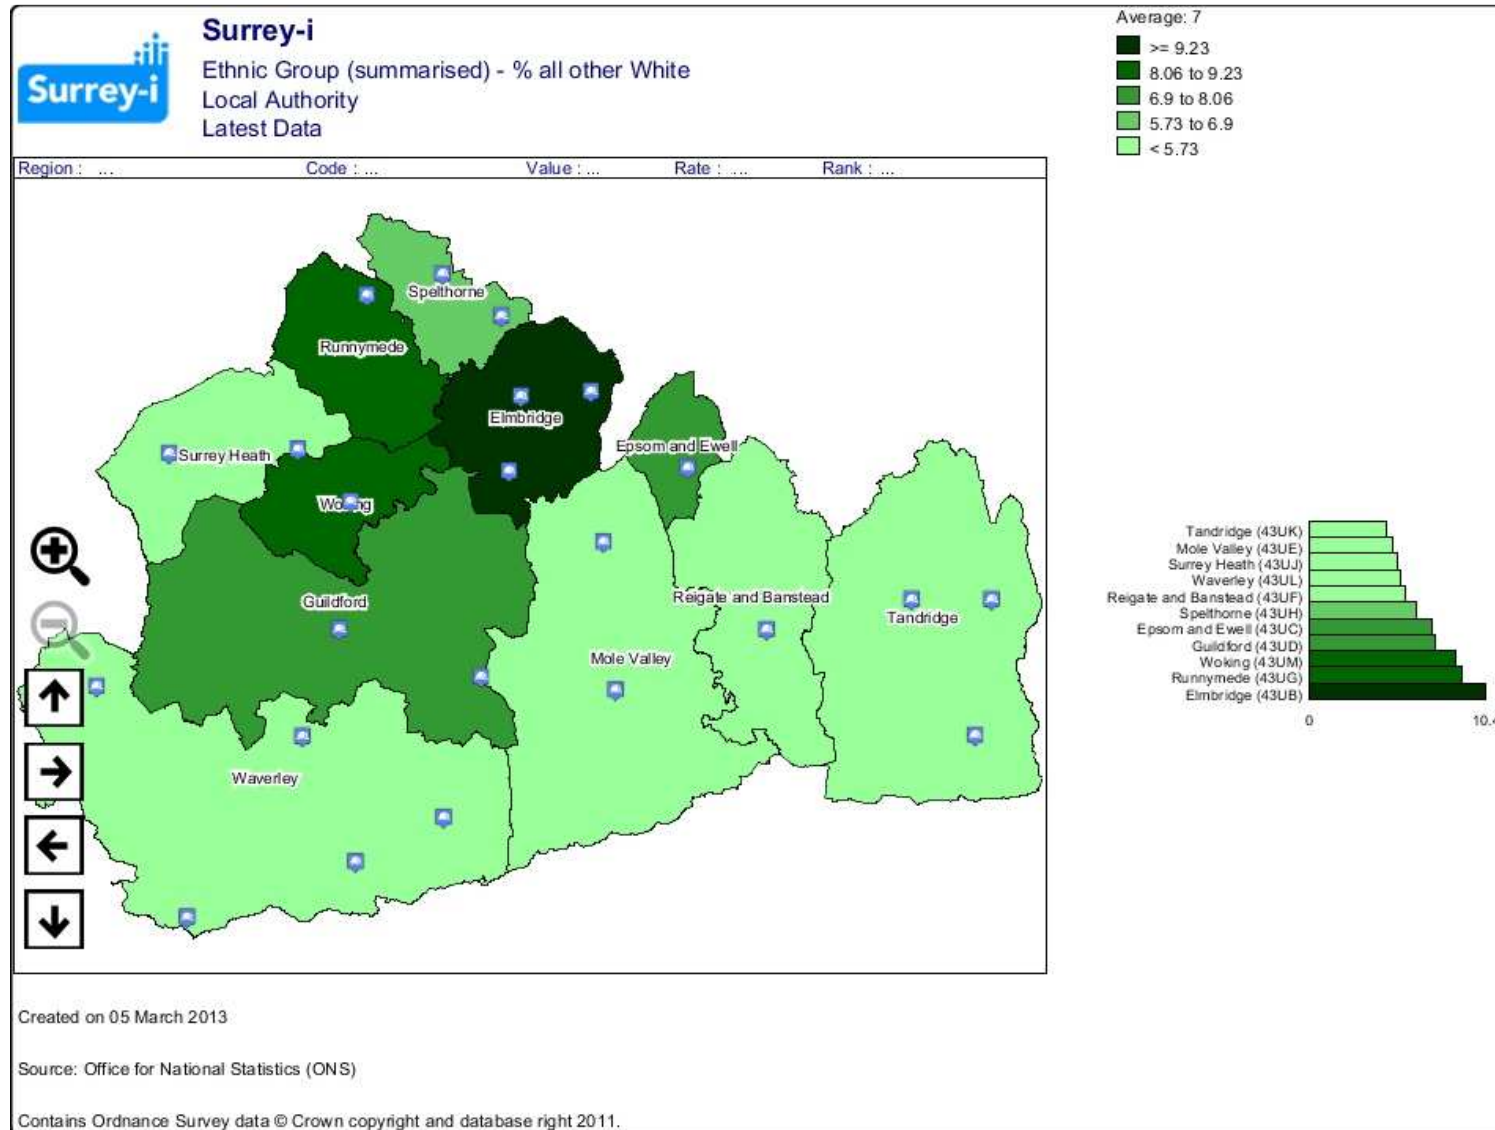 Surrey-i
Surrey-i
Ethnic Group (summarised) - % all other White
Local Authority
Latest Data
Average: 7
>= 9.23
8.06 to 9.23
6.9 to 8.06
5.73 to 6.9
< 5.73
Region : ... Code : ... Value : ... Rate : ... Rank : ...
Spelthorne
Runnymede
Elmbridge
Epsom and Ewell
Surrey Heath
Woking
Guildford
Reigate and Banstead
Tandridge
Mole Valley
Waverley
Tandridge (43UK)
Mole Valley (43UE)
Surrey Heath (43UJ)
Waverley (43UL)
Reigate and Banstead (43UF)
Spelthorne (43UH)
Epsom and Ewell (43UC)
Guildford (43UD)
Woking (43UM)
Runnymede (43UG)
Elmbridge (43UB)
0 10.4
Created on 05 March 2013
Source: Office for National Statistics (ONS)
Contains Ordnance Survey data © Crown copyright and database right 2011.